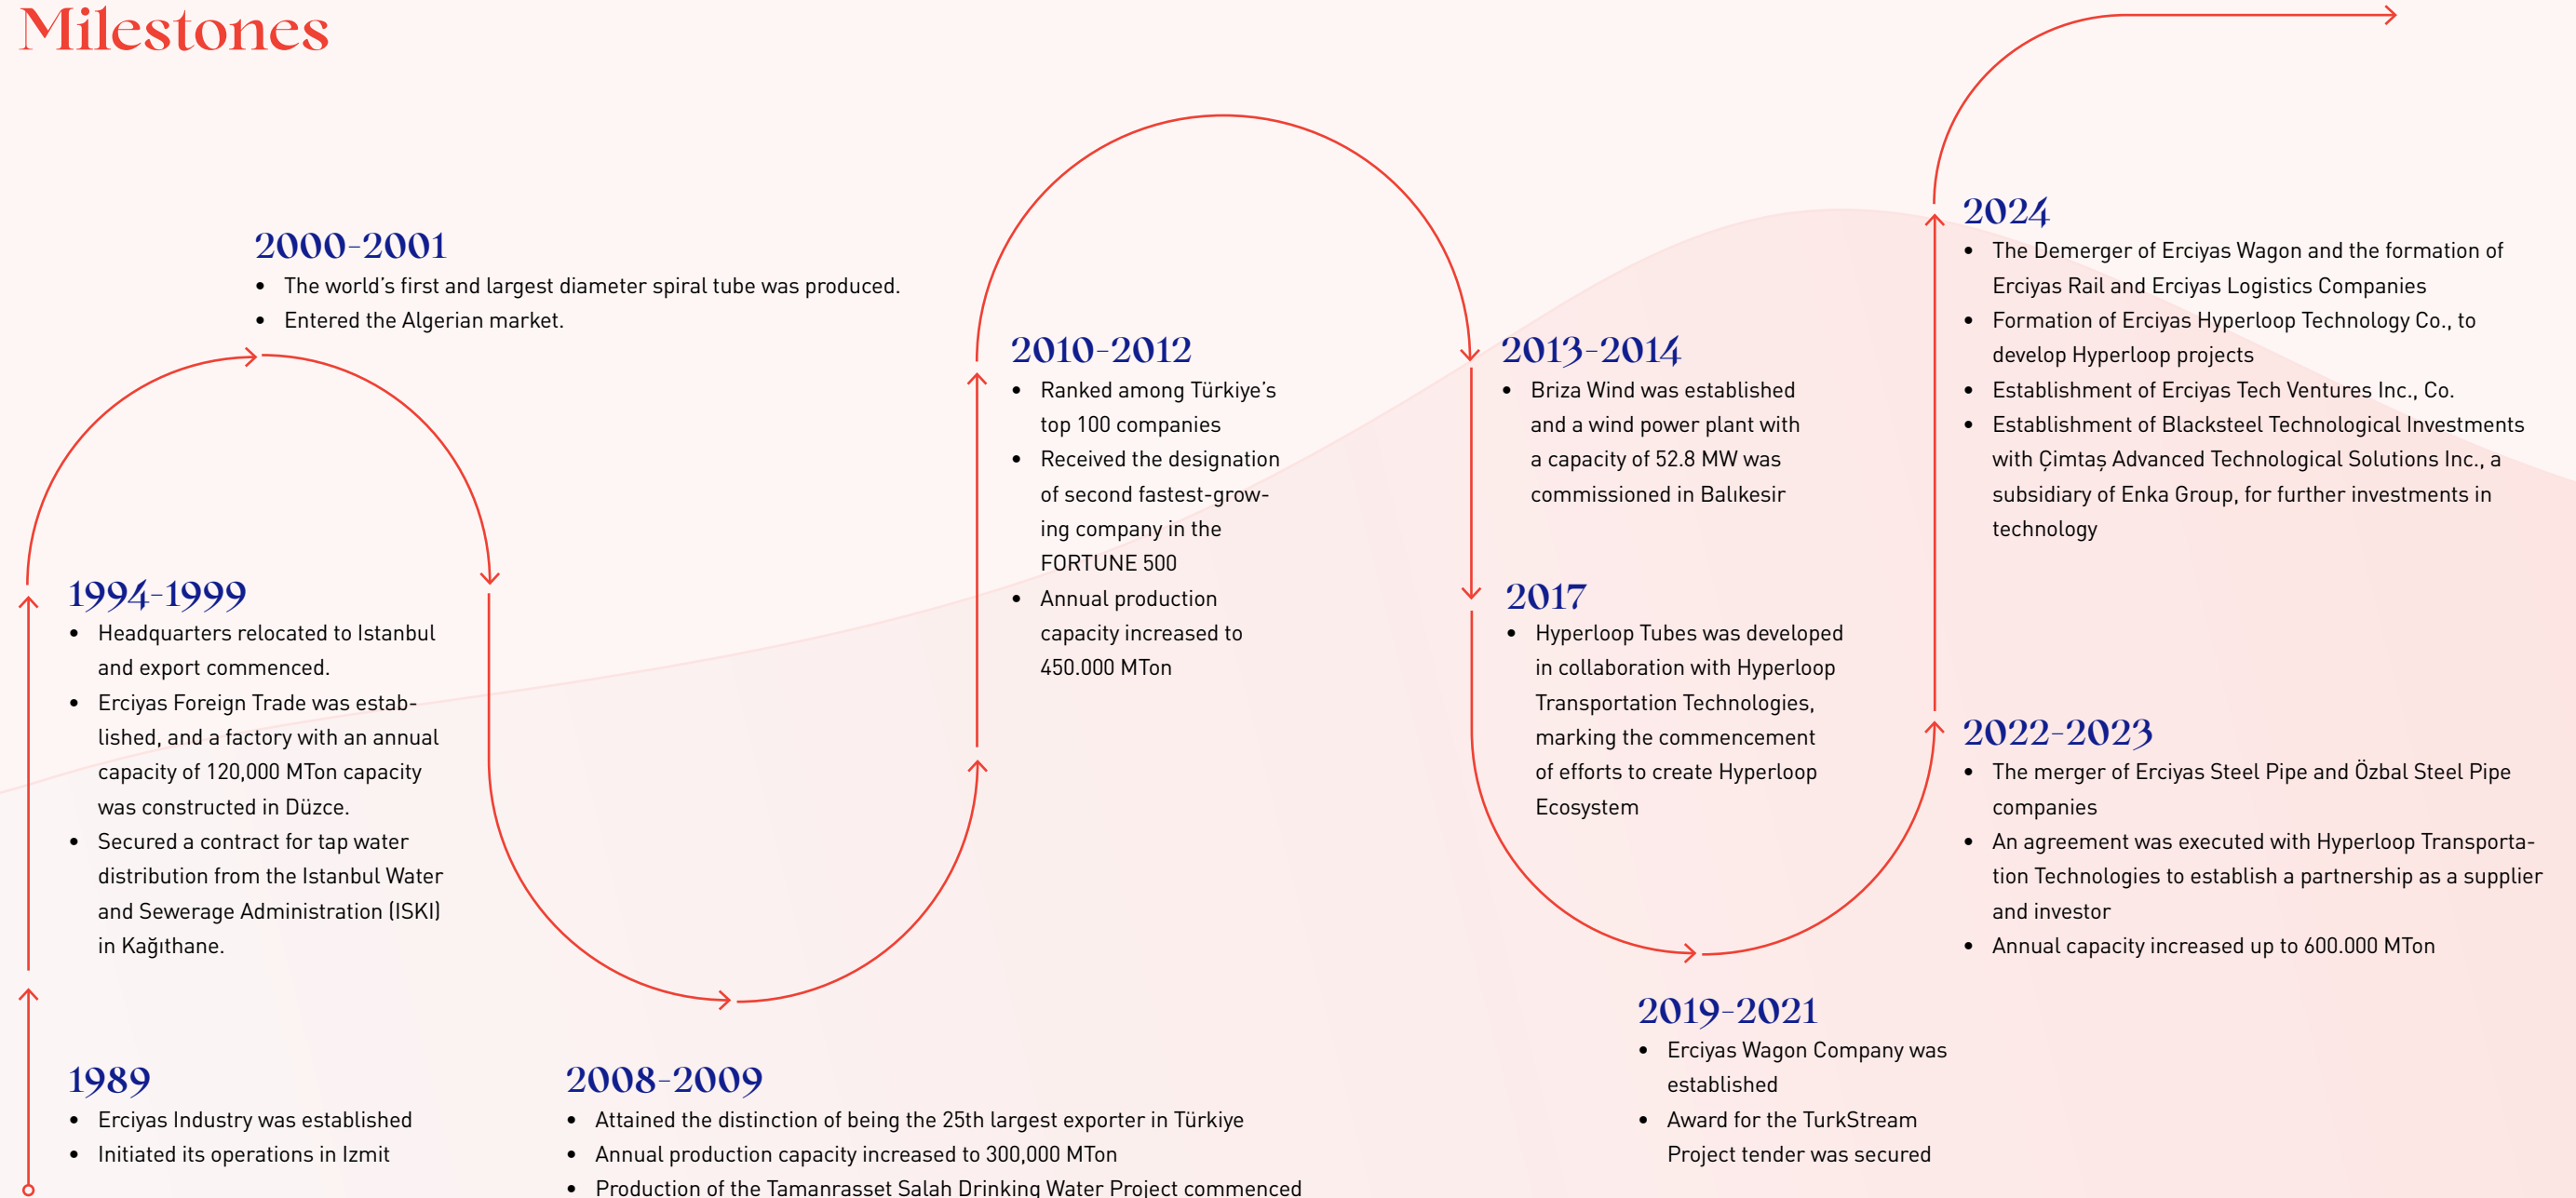 Milestones
1989
• Erciyas Industry was established
• Initiated its operations in Izmit
1994-1999
• Headquarters relocated to Istanbul
and export commenced.
• Erciyas Foreign Trade was estab-
lished, and a factory with an annual
capacity of 120,000 MTon capacity
was constructed in Düzce.
• Secured a contract for tap water
distribution from the Istanbul Water
and Sewerage Administration (ISKI)
in Kağıthane.
2000-2001
• The world’s first and largest diameter spiral tube was produced.
• Entered the Algerian market.
2008-2009
• Attained the distinction of being the 25th largest exporter in Türkiye
• Annual production capacity increased to 300,000 MTon
• Production of the Tamanrasset Salah Drinking Water Project commenced
2010-2012
• Ranked among Türkiye’s
top 100 companies
• Received the designation
of second fastest-grow-
ing company in the
FORTUNE 500
• Annual production
capacity increased to
450.000 MTon
2013-2014
• Briza Wind was established
and a wind power plant with
a capacity of 52.8 MW was
commissioned in Balıkesir
2017
• Hyperloop Tubes was developed
in collaboration with Hyperloop
Transportation Technologies,
marking the commencement
of efforts to create Hyperloop
Ecosystem
2019-2021
• Erciyas Wagon Company was
established
• Award for the TurkStream
Project tender was secured
2022-2023
• The merger of Erciyas Steel Pipe and Özbal Steel Pipe
companies
• An agreement was executed with Hyperloop Transporta-
tion Technologies to establish a partnership as a supplier
and investor
• Annual capacity increased up to 600.000 MTon
2024
• The Demerger of Erciyas Wagon and the formation of
Erciyas Rail and Erciyas Logistics Companies
• Formation of Erciyas Hyperloop Technology Co., to
develop Hyperloop projects
• Establishment of Erciyas Tech Ventures Inc., Co.
• Establishment of Blacksteel Technological Investments
with Çimtaş Advanced Technological Solutions Inc., a
subsidiary of Enka Group, for further investments in
technology